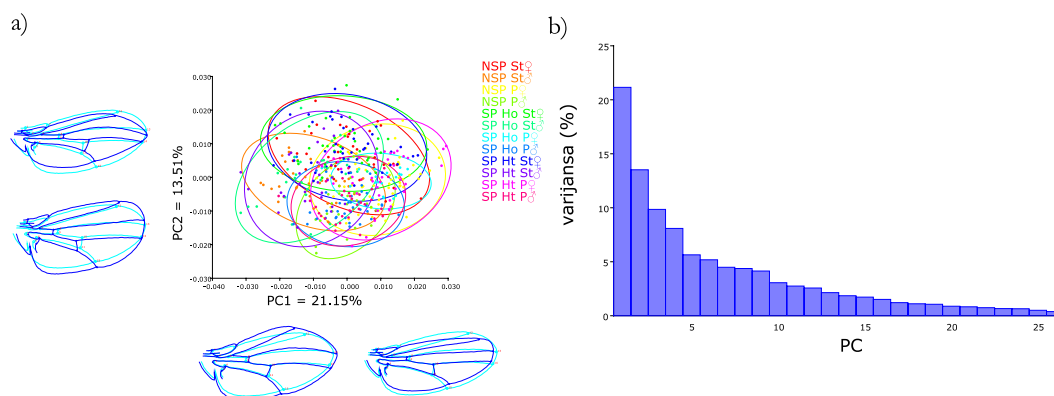 a)
PC2 = 13.51%
0.030
0.020
0.010
0.000
-0.010
-0.020
-0.030
-0.040 -0.030 -0.020 -0.010 0.000 0.010 0.020 0.030
PC1 = 21.15%
NSP St
NSP St
NSP P
NSP P
SP Ho St
SP Ho St
SP Ho P
SP Ho P
SP Ht St
SP Ht St
SP Ht P
SP Ht P
b)
varijansa (%)
25
20
15
10
5
0
5 10 15 20 25
PC